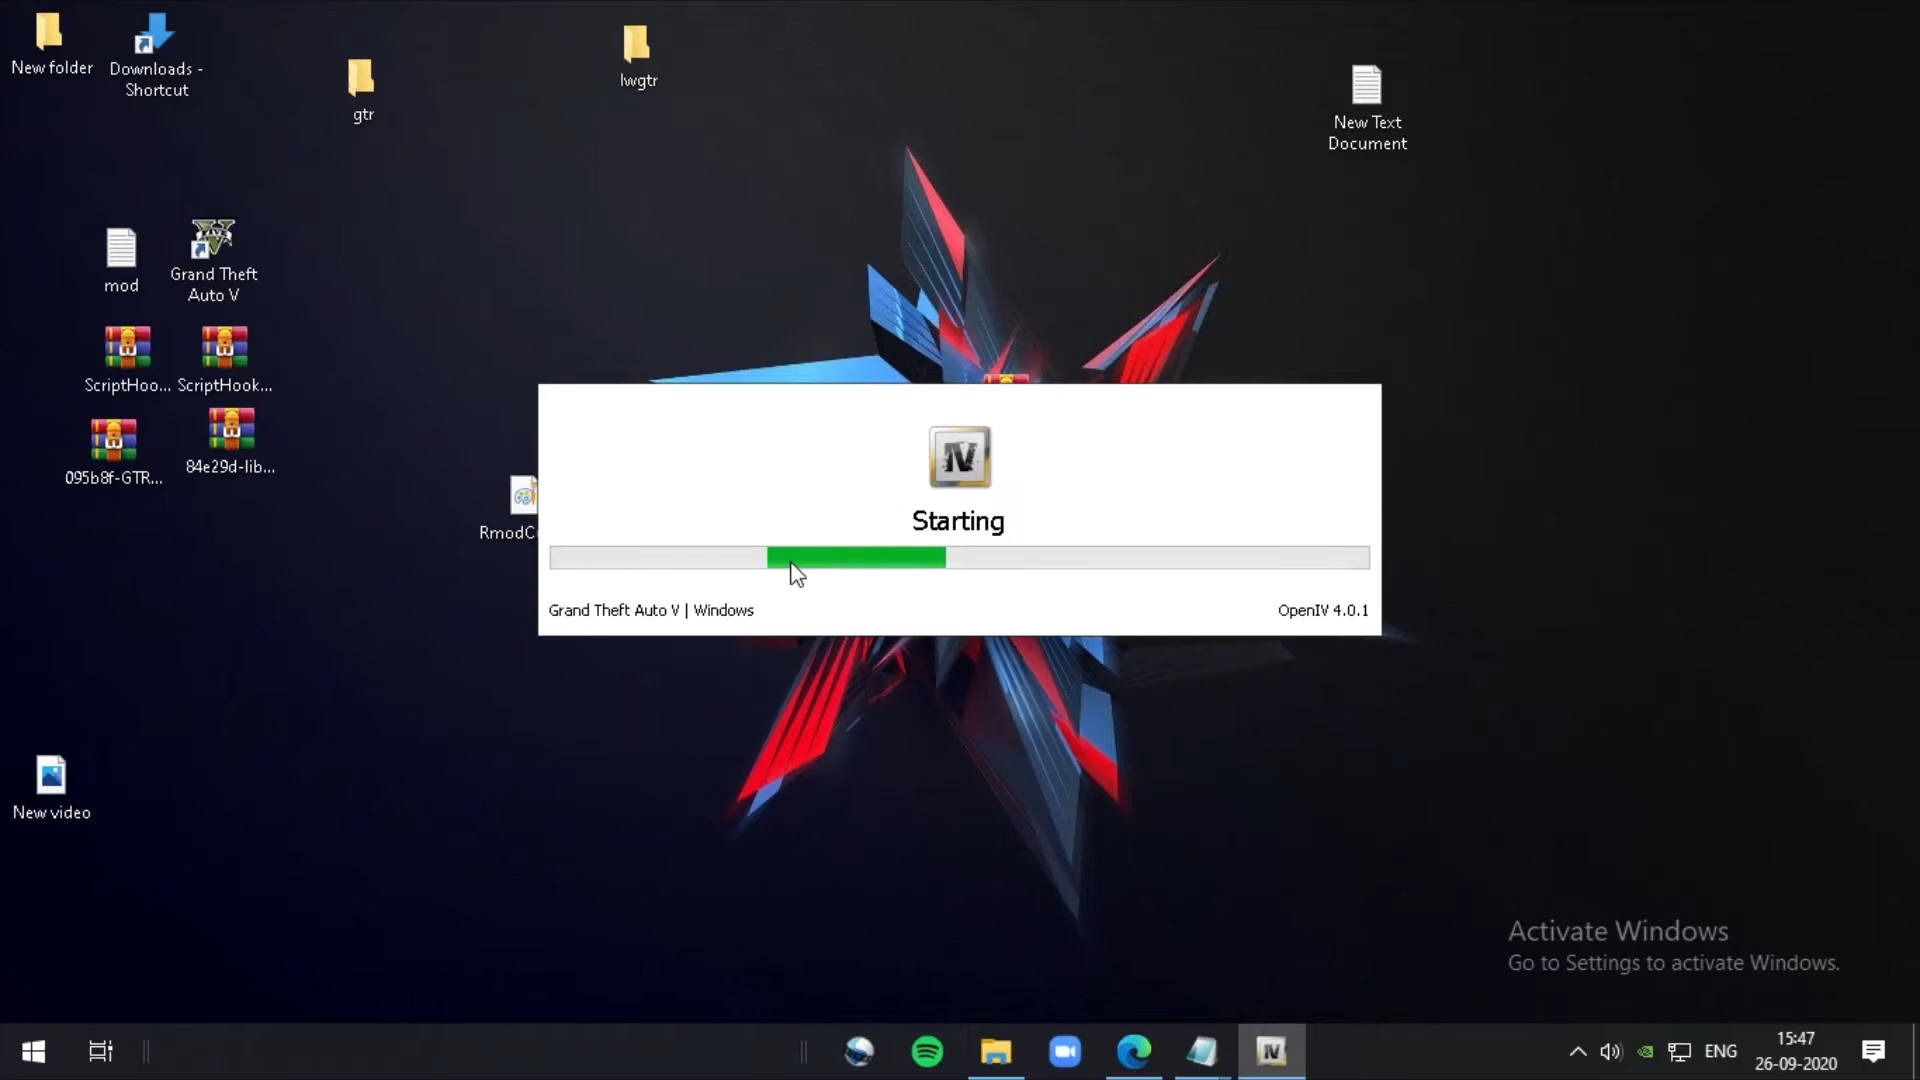 New folder
Downloads -
Shortcut
gtr
lwgtr
New Text
Document
mod
Grand Theft
Auto V
ScriptHoo...
ScriptHook...
095b8f-GTR...
84e29d-lib...
RmodC
IV
Starting
Grand Theft Auto V | Windows
OpenIV 4.0.1
New video
Activate Windows
Go to Settings to activate Windows.
IV
ENG
15:47
26-09-2020